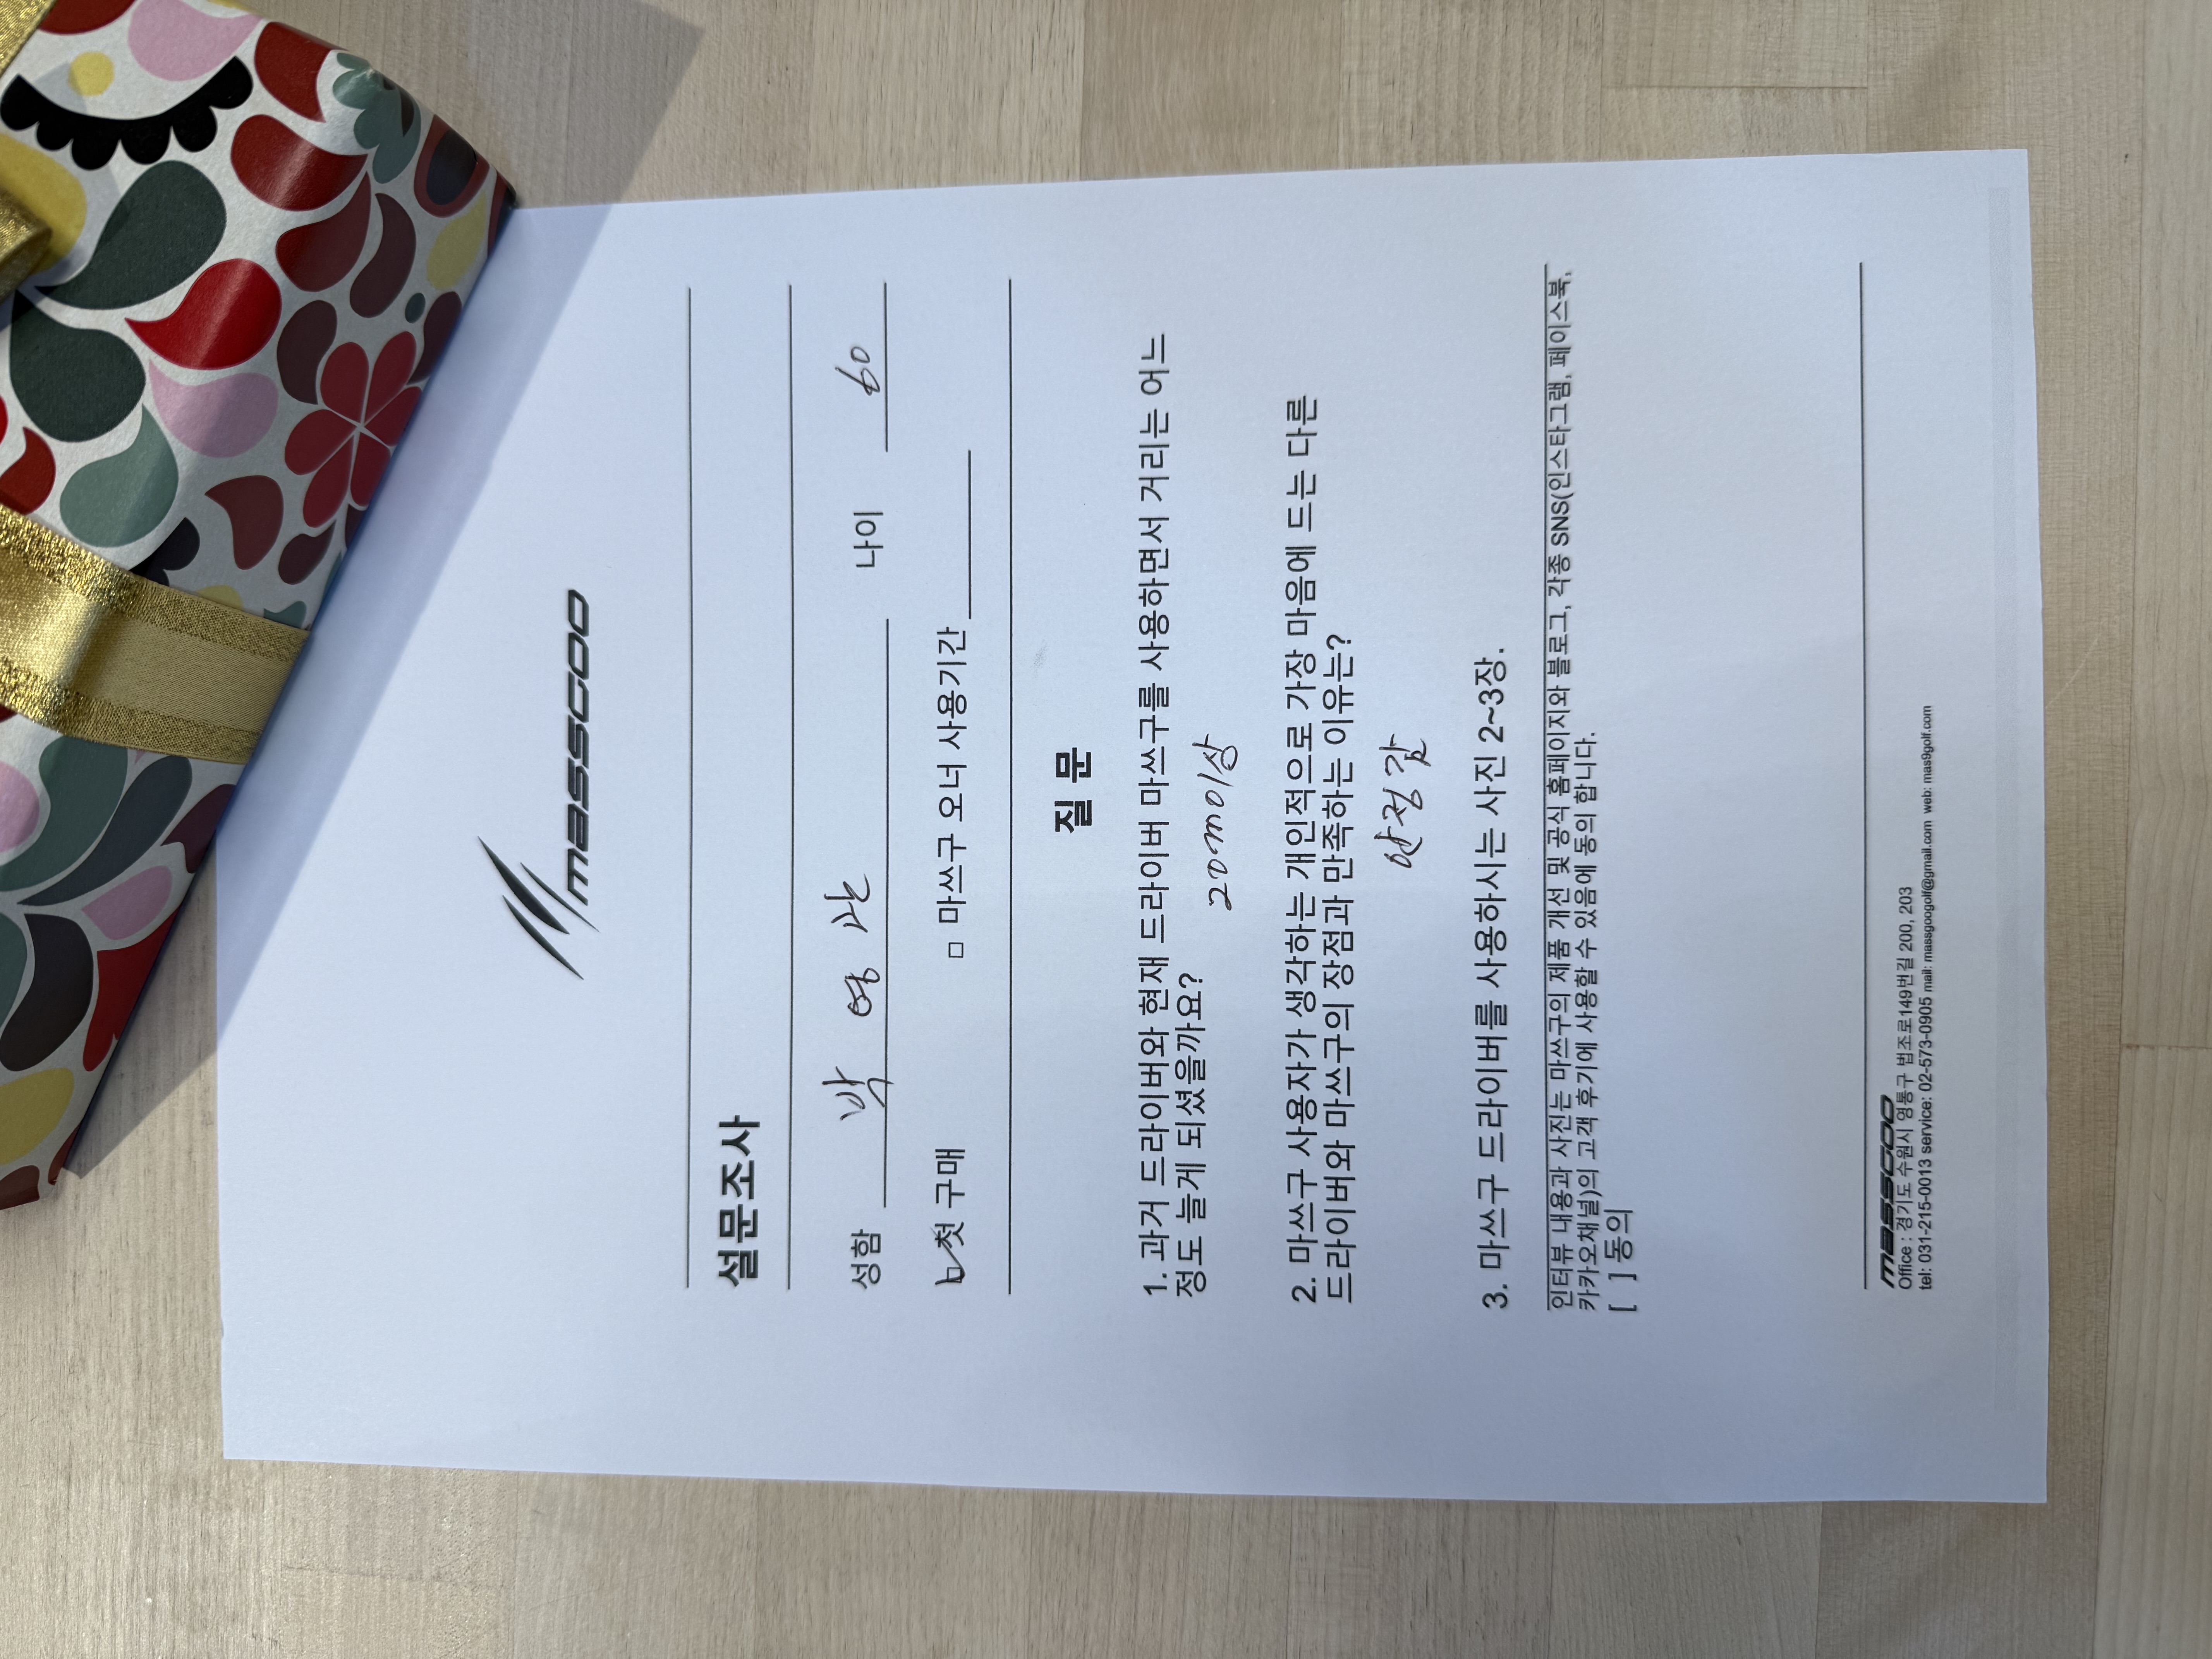 massgoo
설문조사
성함 박영관 나이 60
☑ 첫 구매 □ 마쓰구 오너 사용기간
질 문
1. 과거 드라이버와 현재 드라이버 마쓰구를 사용하면서 거리는 어느
정도 늘게 되셨을까요?
20m이상
2. 마쓰구 사용자가 생각하는 개인적으로 가장 마음에 드는 다른
드라이버와 마쓰구의 장점과 만족하는 이유는?
안정감
3. 마쓰구 드라이버를 사용하시는 사진 2~3장.
인터뷰 내용과 사진는 마쓰구의 제품 개선 및 공식 홈페이지와 블로그, 각종 SNS(인스타그램, 페이스북,
카카오채널)의 고객 후기에 사용할 수 있음에 동의 합니다.
[ ] 동의
massgoo
Office : 경기도 수원시 영통구 법조로149번길 200, 203
tel: 031-215-0013 service: 02-573-0905 mail: massgoogolf@gmail.com web: mas9golf.com